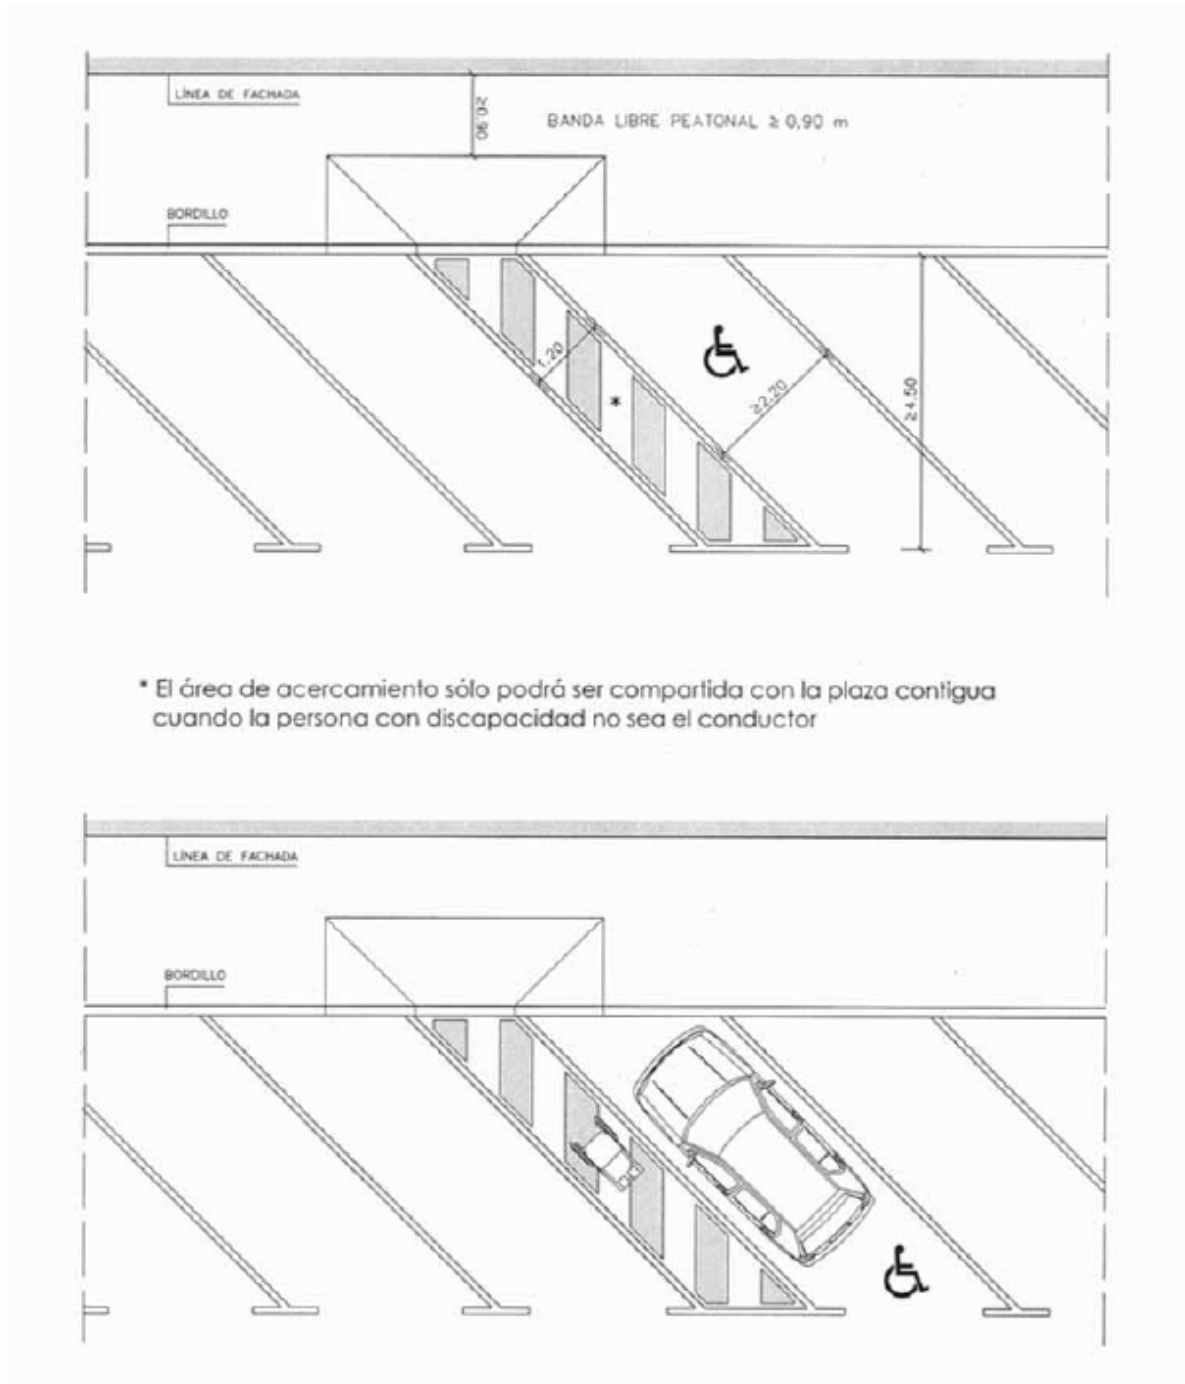 LÍNEA DE FACHADA
≥0,90
BANDA LIBRE PEATONAL ≥ 0,90 m
BORDILLO
1,20
*
≥2,20
≥4,50
* El área de acercamiento sólo podrá ser compartida con la plaza contigua
cuando la persona con discapacidad no sea el conductor
LÍNEA DE FACHADA
BORDILLO